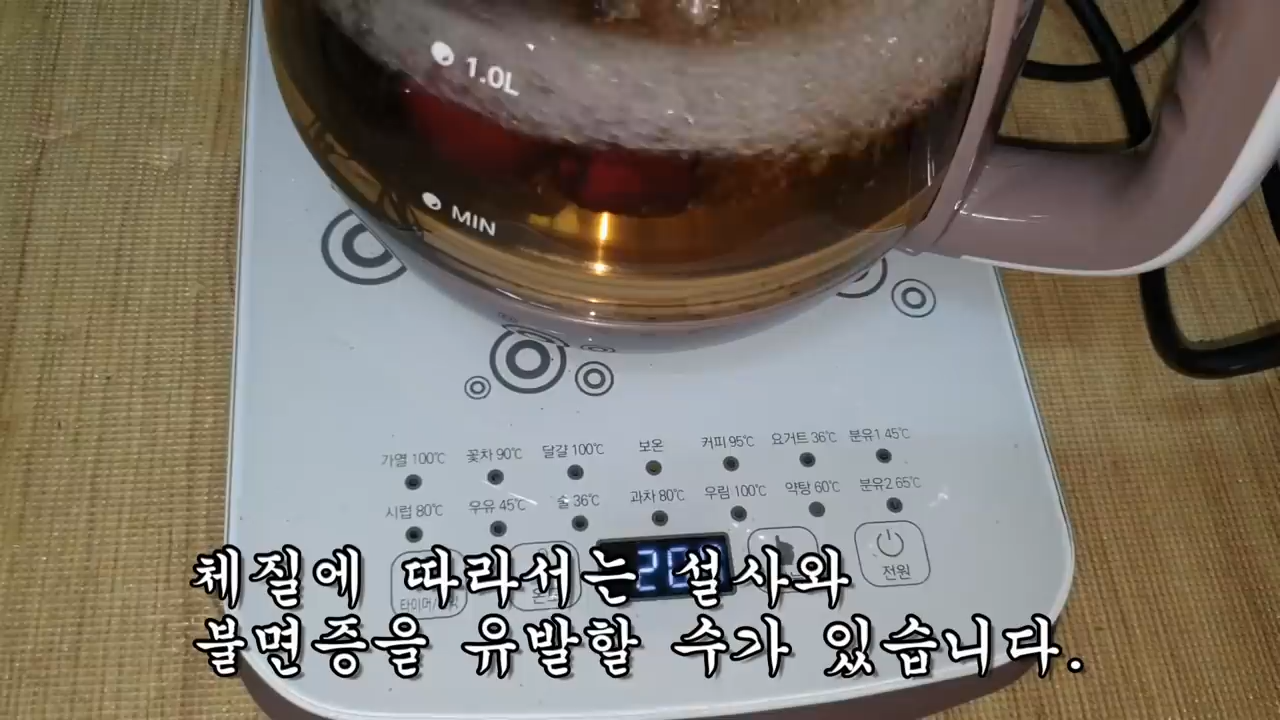 1.0L
MIN
가열 100℃ 꽃차 90℃ 달걀 100℃ 보온 커피 95℃ 요거트 36℃ 분유1 45℃
시럽 80℃ 우유 45℃ 술 36℃ 과차 80℃ 우림 100℃ 약탕 60℃ 분유2 65℃
전원
타이머/
체질에 따라서는 설사와
불면증을 유발할 수가 있습니다.